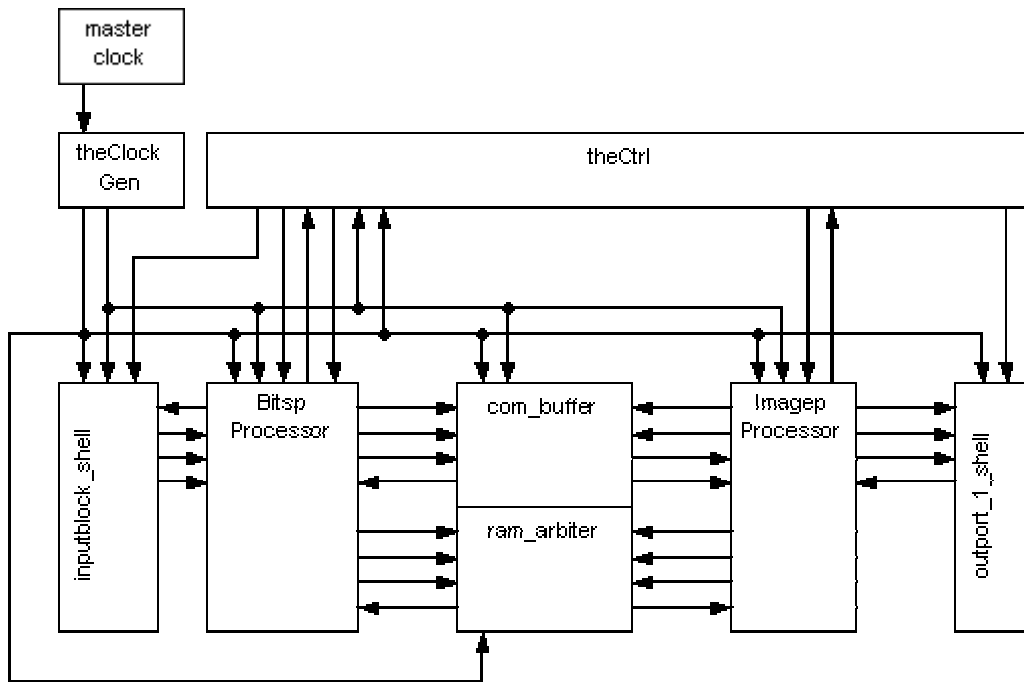 master
clock
theClock
Gen
theCtrl
inputblock_shell
Bitsp
Processor
com_buffer
ram_arbiter
Imagep
Processor
outport_1_shell